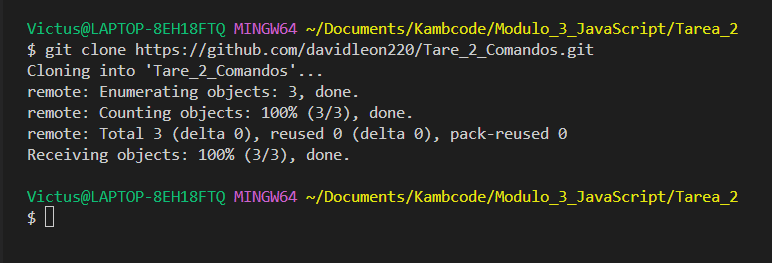 Victus@LAPTOP-8EH18FTQ MINGW64 ~/Documents/Kambcode/Modulo_3_JavaScript/Tarea_2
$ git clone https://github.com/davidleon220/Tare_2_Comandos.git
Cloning into 'Tare_2_Comandos'...
remote: Enumerating objects: 3, done.
remote: Counting objects: 100% (3/3), done.
remote: Total 3 (delta 0), reused 0 (delta 0), pack-reused 0
Receiving objects: 100% (3/3), done.
Victus@LAPTOP-8EH18FTQ MINGW64 ~/Documents/Kambcode/Modulo_3_JavaScript/Tarea_2
$